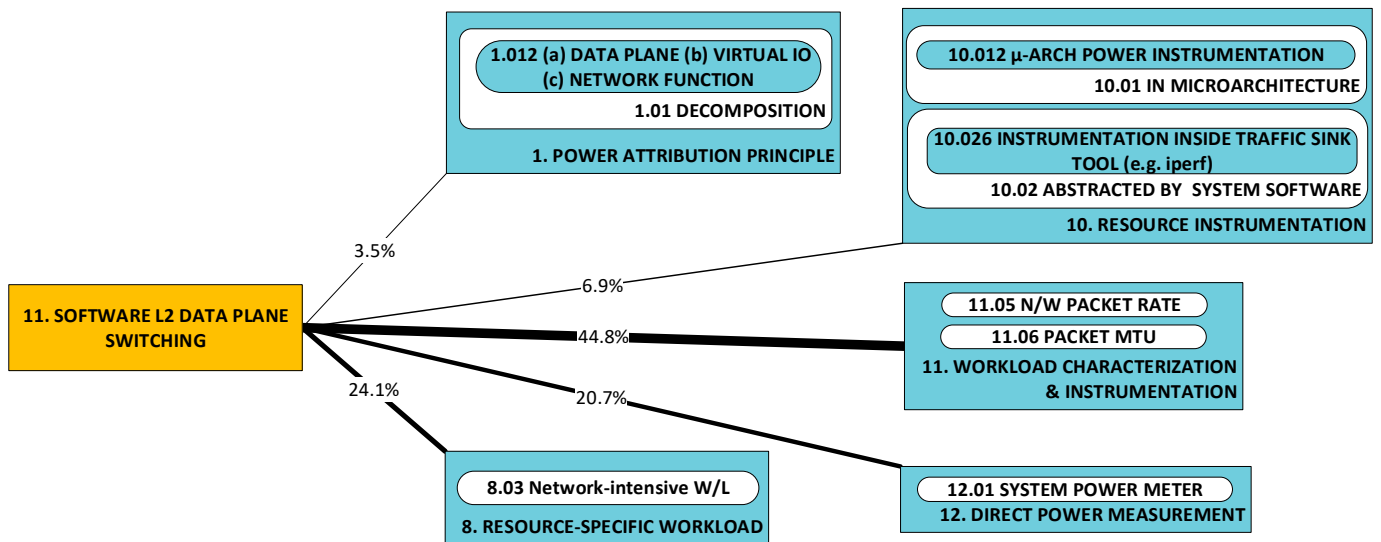 1.012 (a) DATA PLANE (b) VIRTUAL IO
(c) NETWORK FUNCTION
1.01 DECOMPOSITION
1. POWER ATTRIBUTION PRINCIPLE
10.012 µ-ARCH POWER INSTRUMENTATION
10.01 IN MICROARCHITECTURE
10.026 INSTRUMENTATION INSIDE TRAFFIC SINK
TOOL (e.g. iperf)
10.02 ABSTRACTED BY SYSTEM SOFTWARE
10. RESOURCE INSTRUMENTATION
3.5%
6.9%
11. SOFTWARE L2 DATA PLANE
SWITCHING
44.8%
24.1%
20.7%
11.05 N/W PACKET RATE
11.06 PACKET MTU
11. WORKLOAD CHARACTERIZATION
& INSTRUMENTATION
8.03 Network-intensive W/L
8. RESOURCE-SPECIFIC WORKLOAD
12.01 SYSTEM POWER METER
12. DIRECT POWER MEASUREMENT